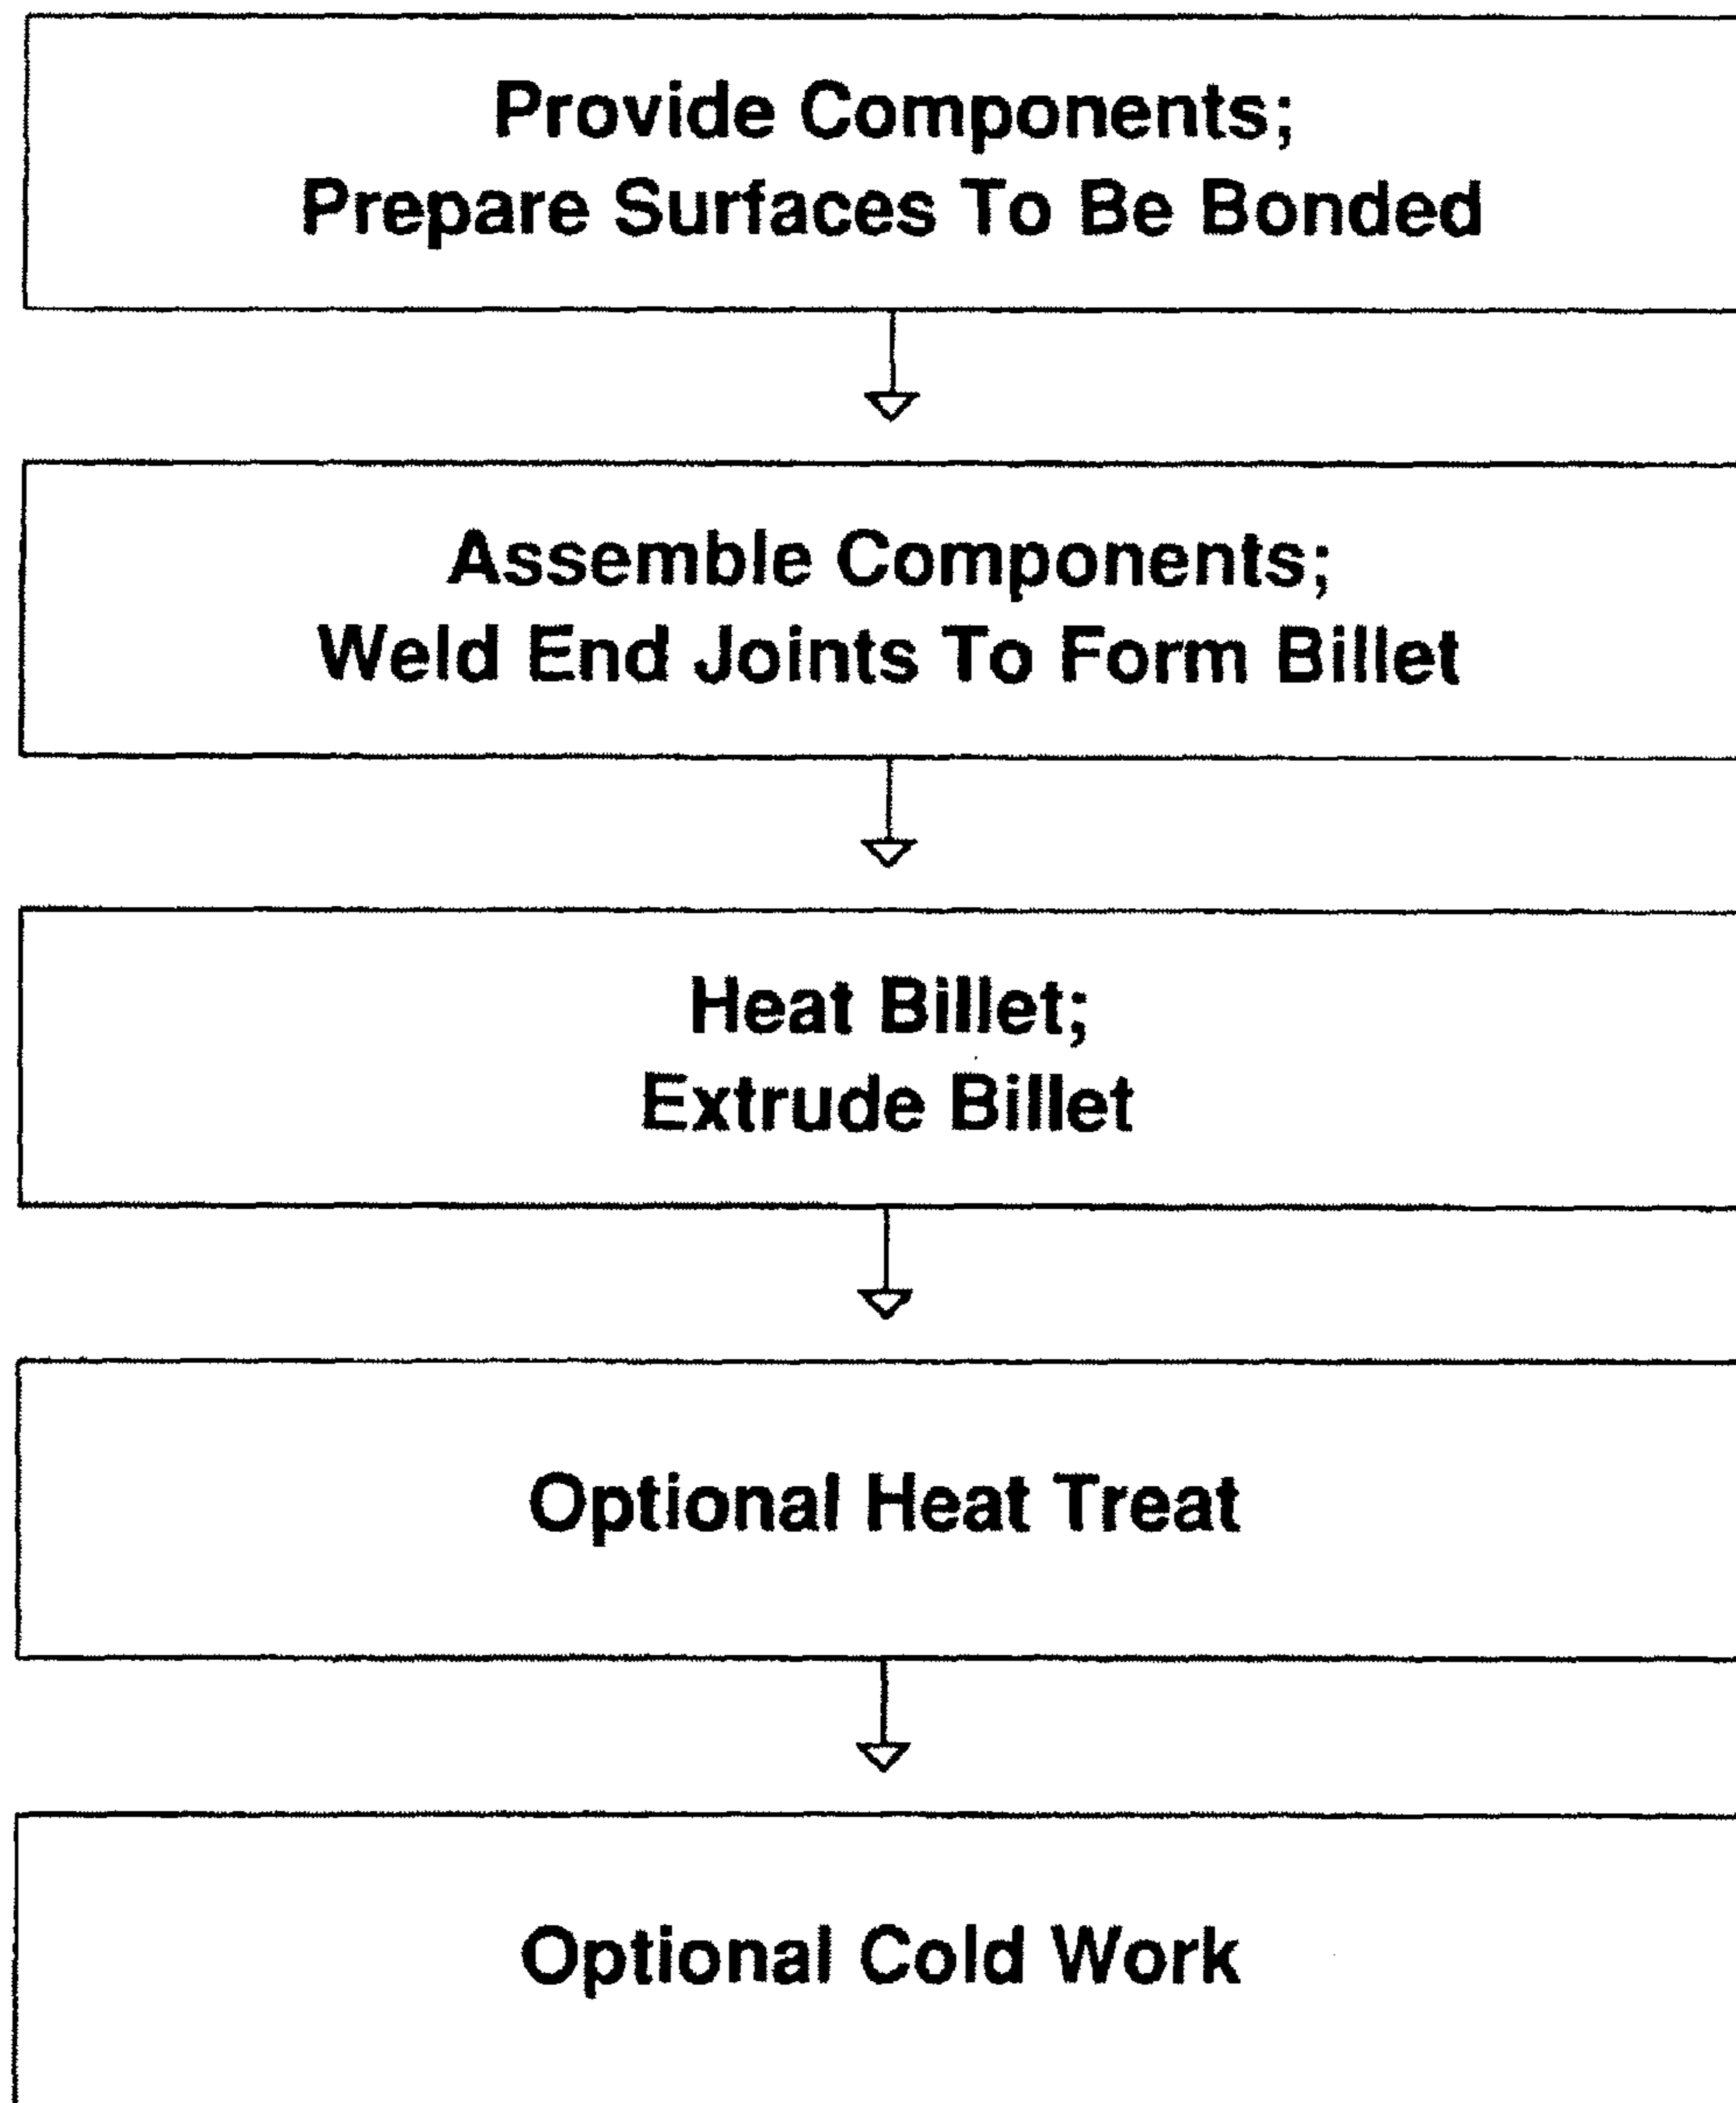 Provide Components;
Prepare Surfaces To Be Bonded
Assemble Components;
Weld End Joints To Form Billet
Heat Billet;
Extrude Billet
Optional Heat Treat
Optional Cold Work